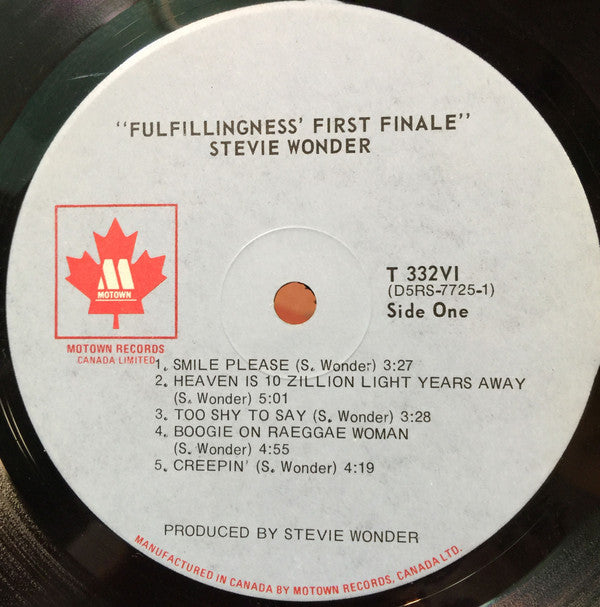 "FULFILLINGNESS' FIRST FINALE"
STEVIE WONDER
M
MOTOWN
MOTOWN RECORDS
CANADA LIMITED
T 332V1
(D5RS-7725-1)
Side One
1. SMILE PLEASE (S. Wonder) 3:27
2. HEAVEN IS 10 ZILLION LIGHT YEARS AWAY
(S. Wonder) 5:01
3. TOO SHY TO SAY (S. Wonder) 3:28
4. BOOGIE ON RAEGGAE WOMAN
(S. Wonder) 4:55
5. CREEPIN' (S. Wonder) 4:19
PRODUCED BY STEVIE WONDER
MANUFACTURED IN CANADA BY MOTOWN RECORDS, CANADA LTD.